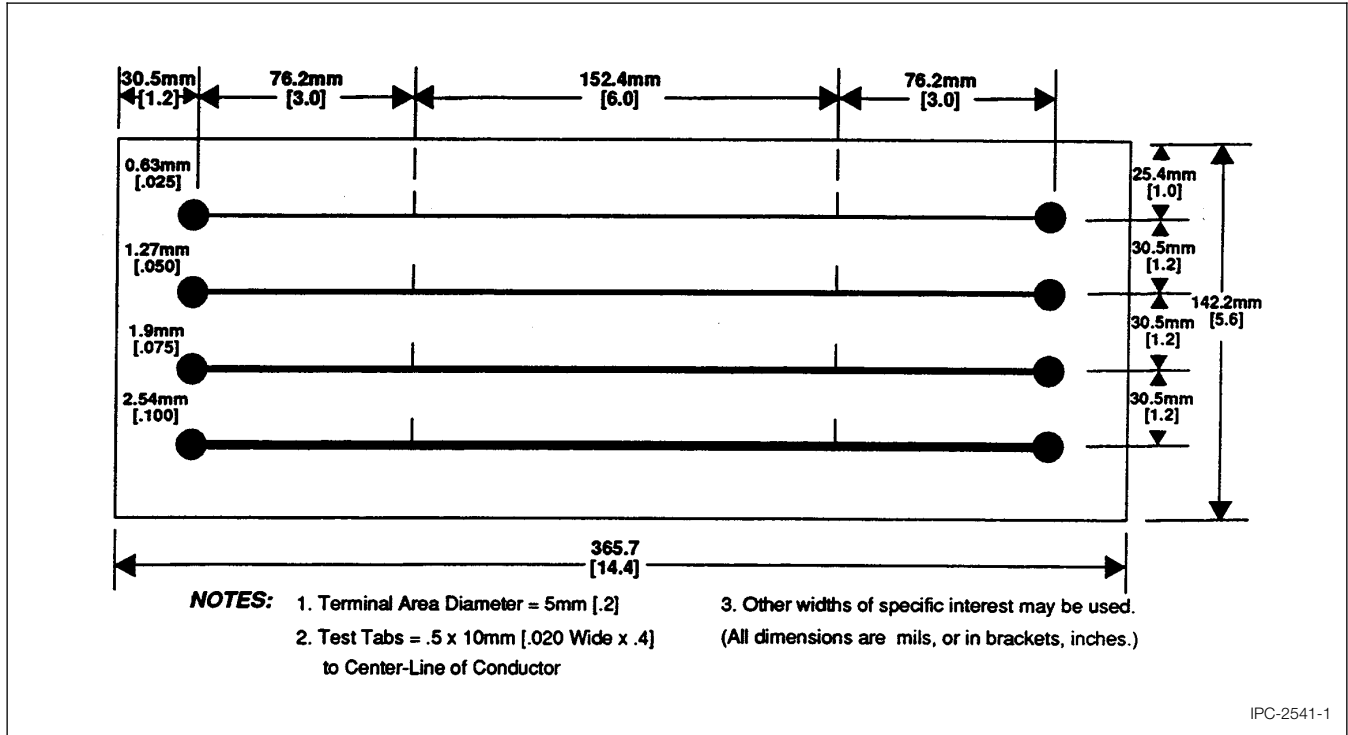 30.5mm
[1.2]
76.2mm
[3.0]
152.4mm
[6.0]
76.2mm
[3.0]
0.63mm
[.025]
25.4mm
[1.0]
1.27mm
[.050]
30.5mm
[1.2]
142.2mm
[5.6]
1.9mm
[.075]
30.5mm
[1.2]
2.54mm
[.100]
30.5mm
[1.2]
365.7
[14.4]
NOTES: 1. Terminal Area Diameter = 5mm [.2]
2. Test Tabs = .5 x 10mm [.020 Wide x .4]
to Center-Line of Conductor
3. Other widths of specific interest may be used.
(All dimensions are mils, or in brackets, inches.)
IPC-2541-1